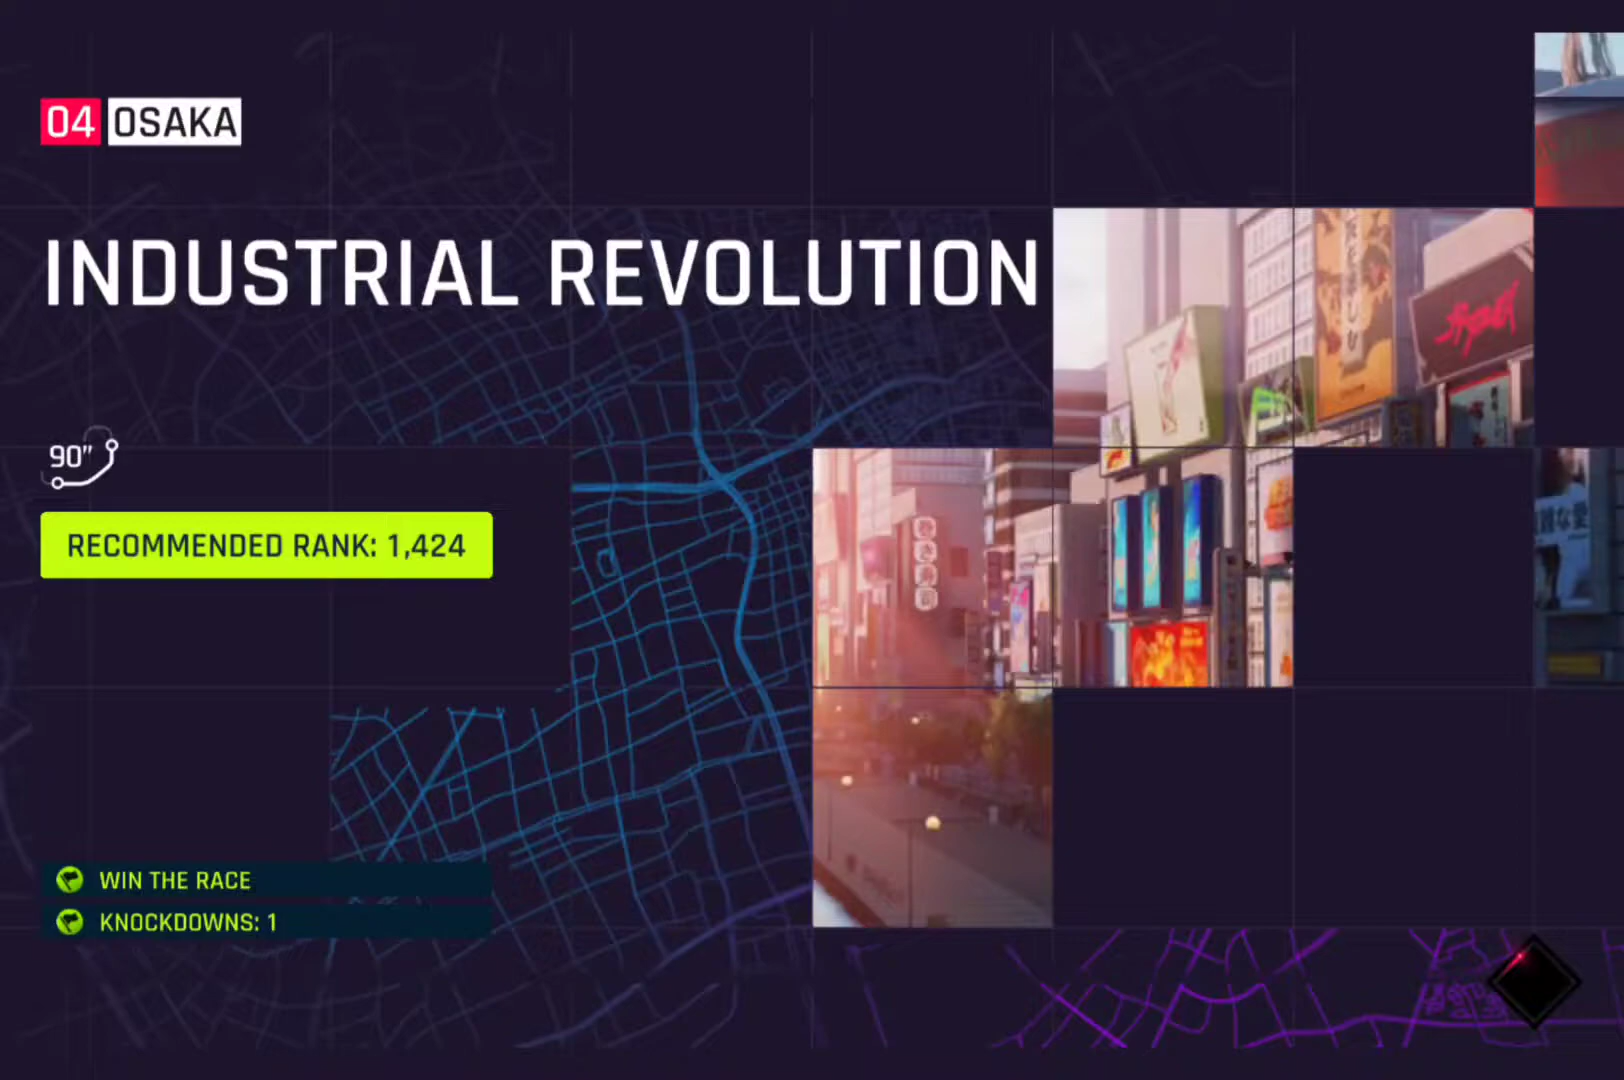 04 OSAKA
INDUSTRIAL REVOLUTION
90"
RECOMMENDED RANK: 1,424
WIN THE RACE
KNOCKDOWNS: 1